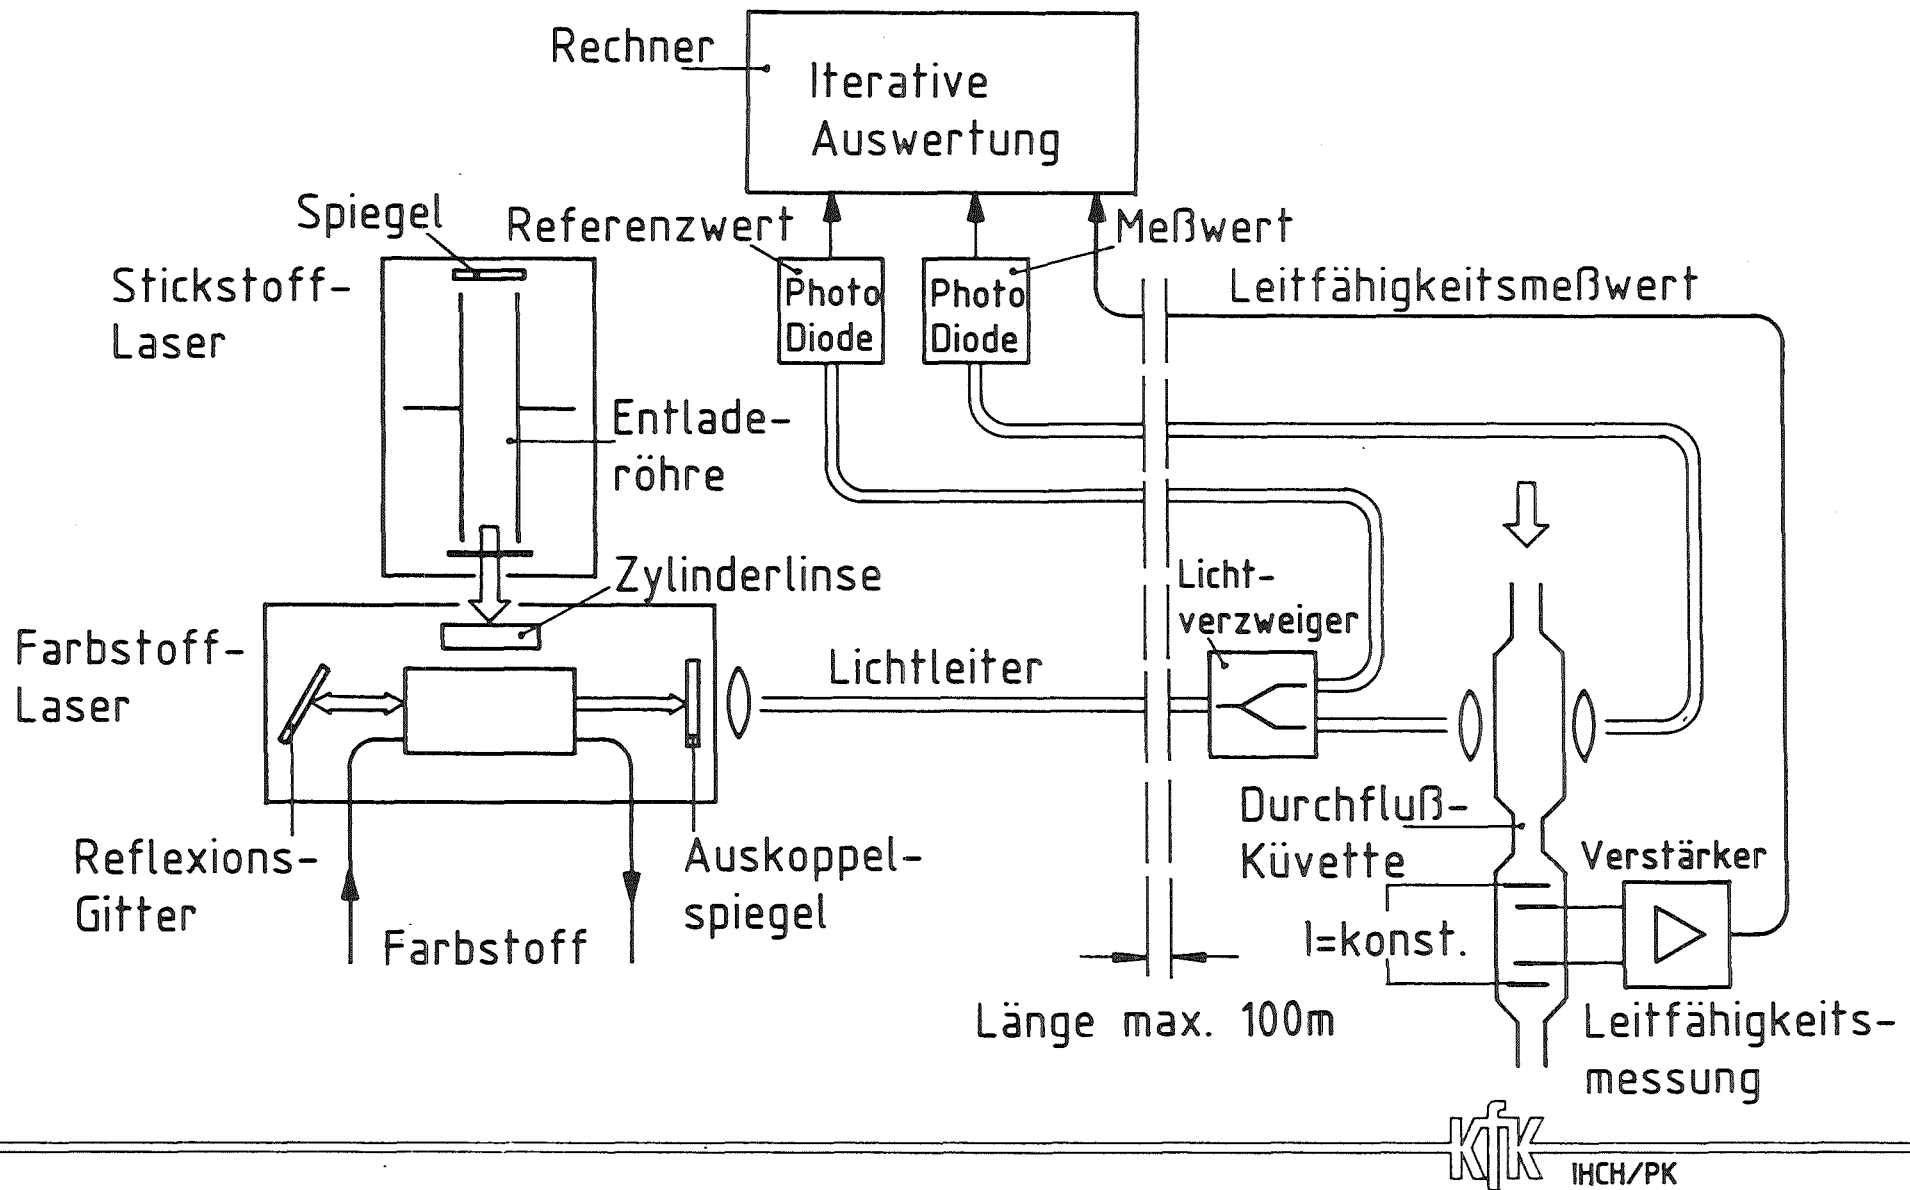 Rechner
Iterative
Auswertung
Spiegel
Referenzwert
Meßwert
Stickstoff-
Laser
Photo
Diode
Photo
Diode
Leitfähigkeitsmeßwert
Entlade-
röhre
Zylinderlinse
Licht-
verzweiger
Farbstoff-
Laser
Lichtleiter
Reflexions-
Gitter
Farbstoff
Auskoppel-
spiegel
Durchfluß-
Küvette
Verstärker
I=konst.
Länge max. 100m
Leitfähigkeits-
messung
KfK
IHCH/PK